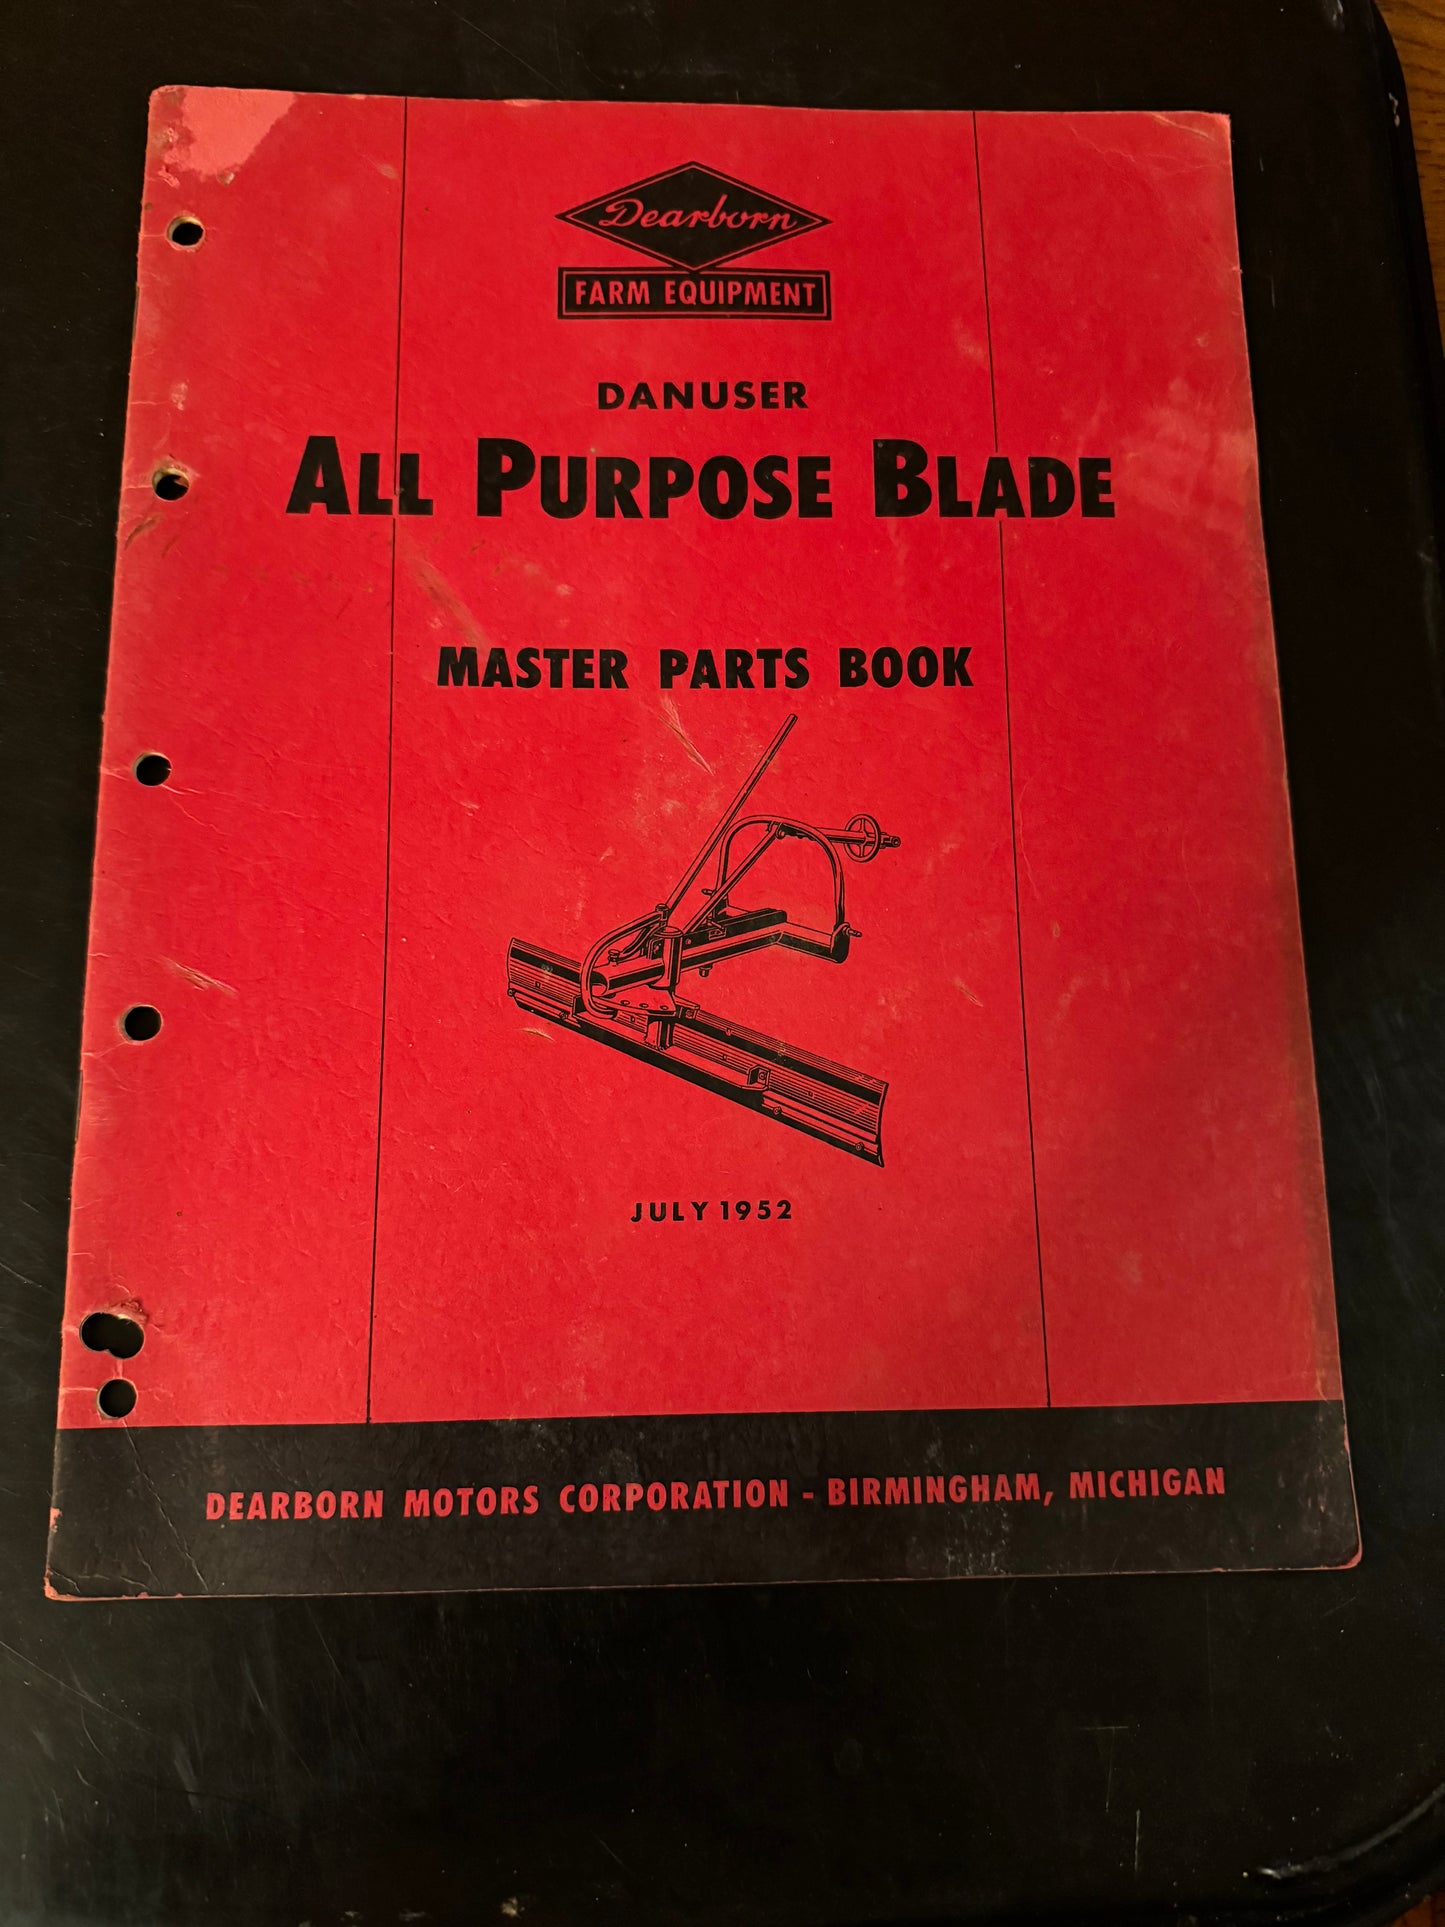 Dearborn
FARM EQUIPMENT
DANUSER
ALL PURPOSE BLADE
MASTER PARTS BOOK
JULY 1952
DEARBORN MOTORS CORPORATION - BIRMINGHAM, MICHIGAN